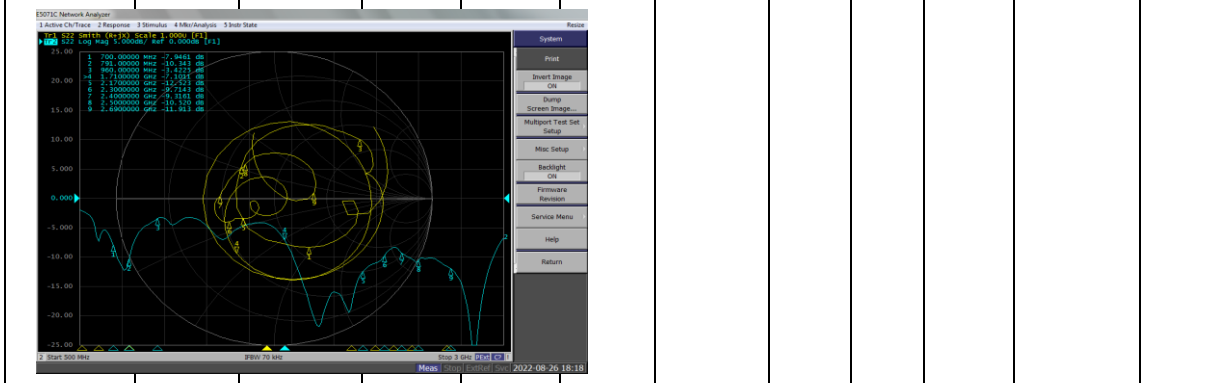 E5071C Network Analyzer
1 Active Ch/Trace 2 Response 3 Stimulus 4 Mkr/Analysis 5 Instr State Resize
Tr1 S22 Smith (R+jX) Scale 1.000U [F1]
Tr2 S22 Log Mag 5.000dB/ Ref 0.000dB [F1]
25.00
20.00
15.00
10.00
5.000
0.000
-5.000
-10.00
-15.00
-20.00
-25.00
1 700.00000 MHz -7.9461 dB
2 791.00000 MHz -10.343 dB
3 960.00000 MHz -3.4225 dB
>4 1.7100000 GHz -7.1011 dB
5 2.1700000 GHz -12.523 dB
6 2.3000000 GHz -9.7143 dB
7 2.4000000 GHz -9.3161 dB
8 2.5000000 GHz -10.520 dB
9 2.6900000 GHz -11.913 dB
System
Print
Invert Image
ON
Dump
Screen Image...
Multiport Test Set
Setup
Misc Setup
Backlight
ON
Firmware
Revision
Service Menu
Help
Return
2 Start 500 MHz IFBW 70 kHz Stop 3 GHz
Meas Stop ExtRef Svc 2022-08-26 18:18